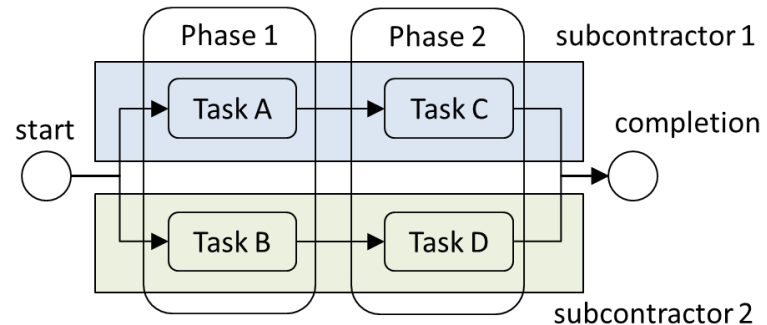 Phase 1
Phase 2
subcontractor 1
Task A
Task C
start
completion
Task B
Task D
subcontractor 2